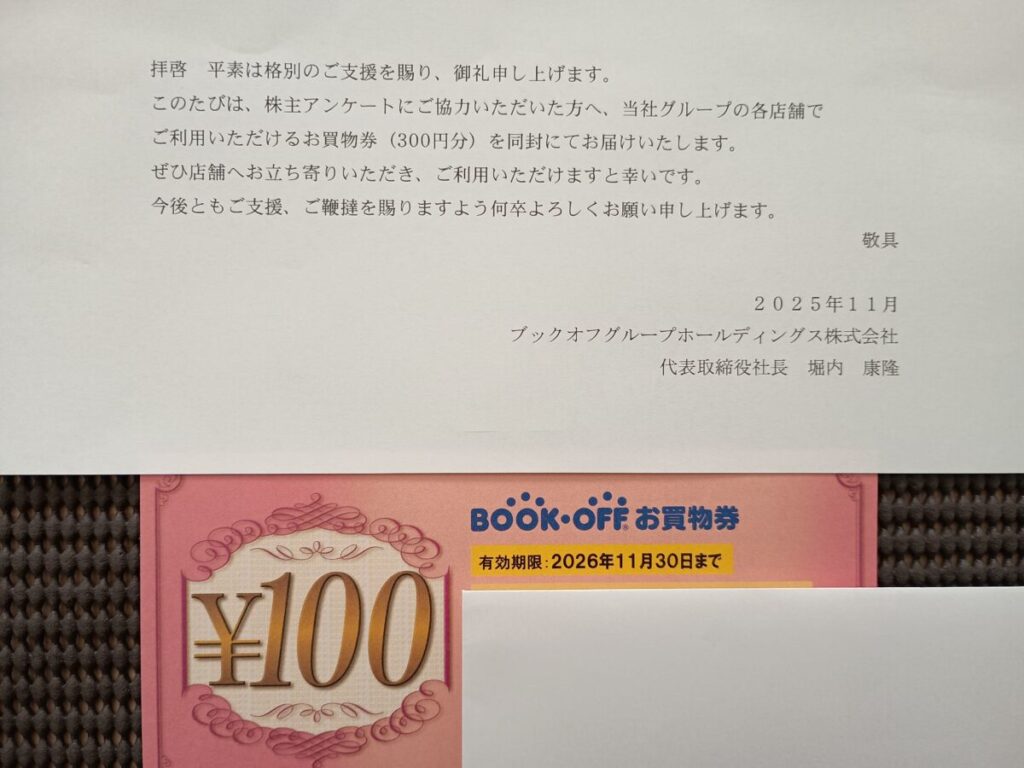 拝啓　平素は格別のご支援を賜り、御礼申し上げます。
このたびは、株主アンケートにご協力いただいた方へ、当社グループの各店舗で
ご利用いただけるお買物券（300円分）を同封にてお届けいたします。
ぜひ店舗へお立ち寄りいただき、ご利用いただけますと幸いです。
今後ともご支援、ご鞭撻を賜りますよう何卒よろしくお願い申し上げます。
敬具
２０２５年１１月
ブックオフグループホールディングス株式会社
代表取締役社長　堀内　康隆
BOOK・OFF お買物券
有効期限：2026年11月30日まで
¥100